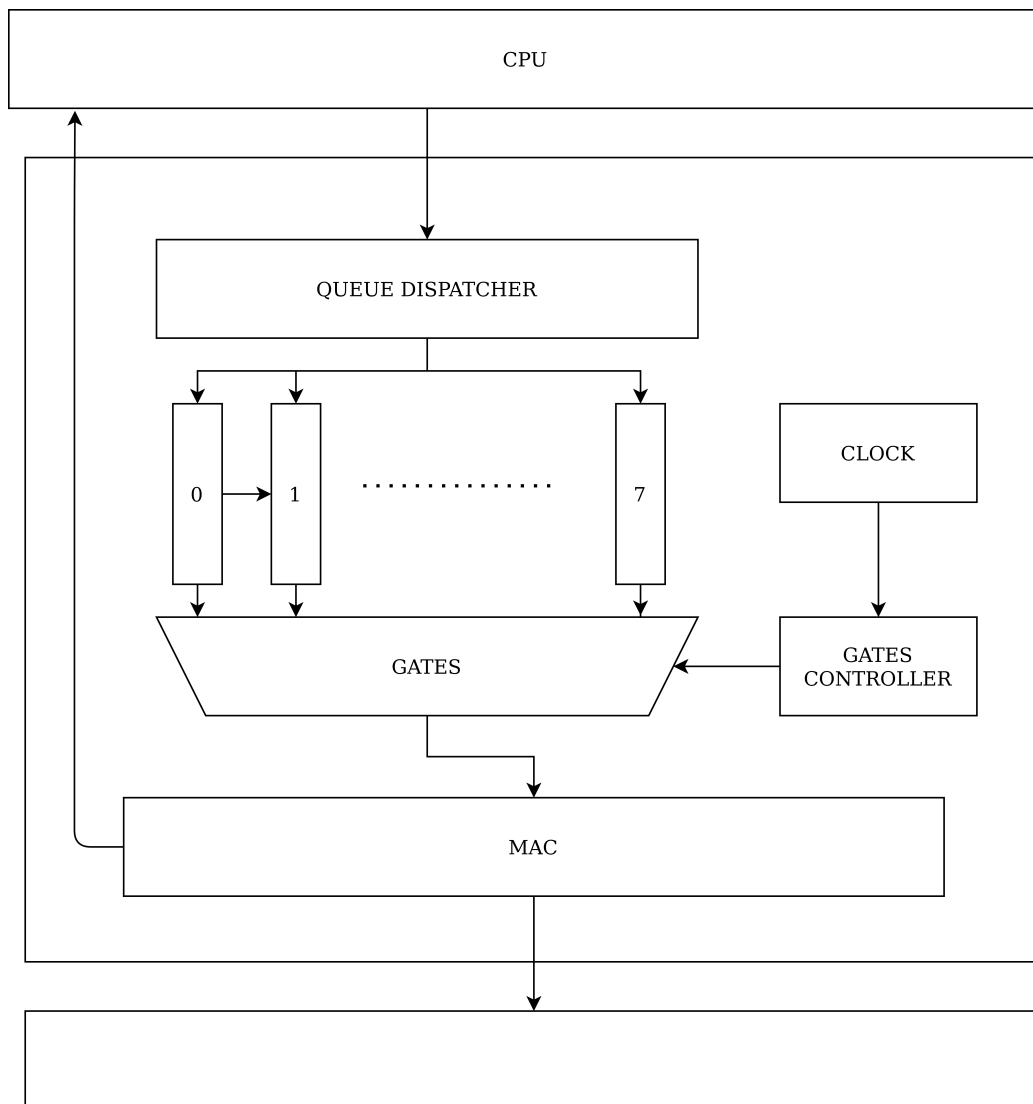 CPU
QUEUE DISPATCHER
0
1
7
CLOCK
GATES
GATES
CONTROLLER
MAC